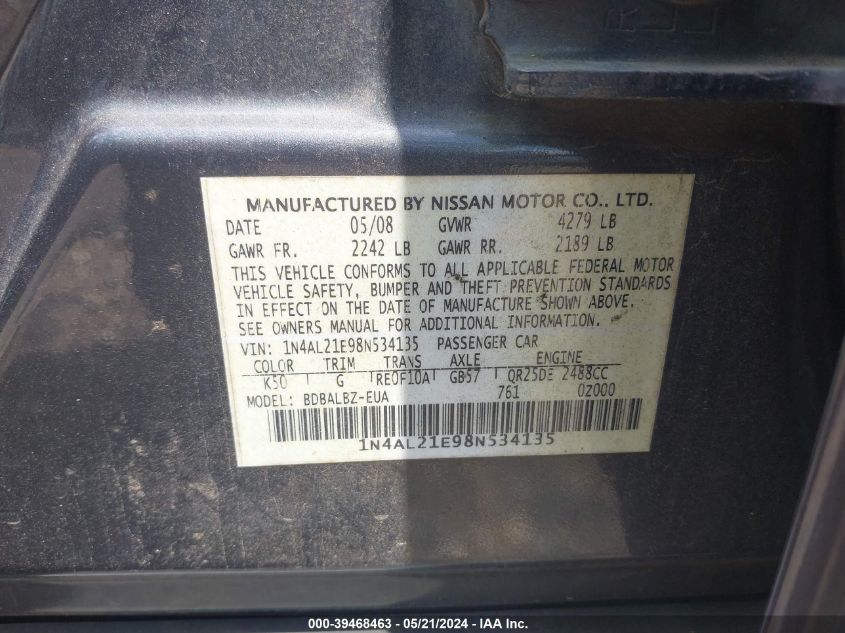 MANUFACTURED BY NISSAN MOTOR CO., LTD.
DATE 05/08 GVWR 4279 LB
GAWR FR. 2242 LB GAWR RR. 2189 LB
THIS VEHICLE CONFORMS TO ALL APPLICABLE FEDERAL MOTOR
VEHICLE SAFETY, BUMPER AND THEFT PREVENTION STANDARDS
IN EFFECT ON THE DATE OF MANUFACTURE SHOWN ABOVE.
SEE OWNERS MANUAL FOR ADDITIONAL INFORMATION.
VIN: 1N4AL21E98N534135 PASSENGER CAR
COLOR TRIM TRANS AXLE ENGINE
K50 G RE0F10A GB57 QR25DE 2488CC
MODEL: BDBALBZ-EUA 761 0Z000
1N4AL21E98N534135
000-39468463 - 05/21/2024 - IAA Inc.